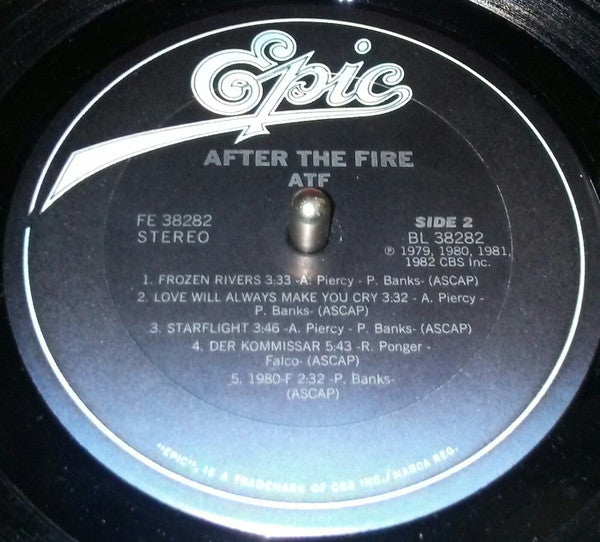 Epic
AFTER THE FIRE
ATF
FE 38282
STEREO
SIDE 2
BL 38282
℗ 1979, 1980, 1981,
1982 CBS Inc.
1. FROZEN RIVERS 3:33 -A. Piercy - P. Banks- (ASCAP)
2. LOVE WILL ALWAYS MAKE YOU CRY 3:32 - A. Piercy -
P. Banks- (ASCAP)
3. STARFLIGHT 3:46 -A. Piercy - P. Banks- (ASCAP)
4. DER KOMMISSAR 5:43 -R. Ponger -
Falco- (ASCAP)
5. 1980-F 2:32 -P. Banks-
(ASCAP)
"EPIC", IS A TRADEMARK OF CBS INC./MARCA REG.